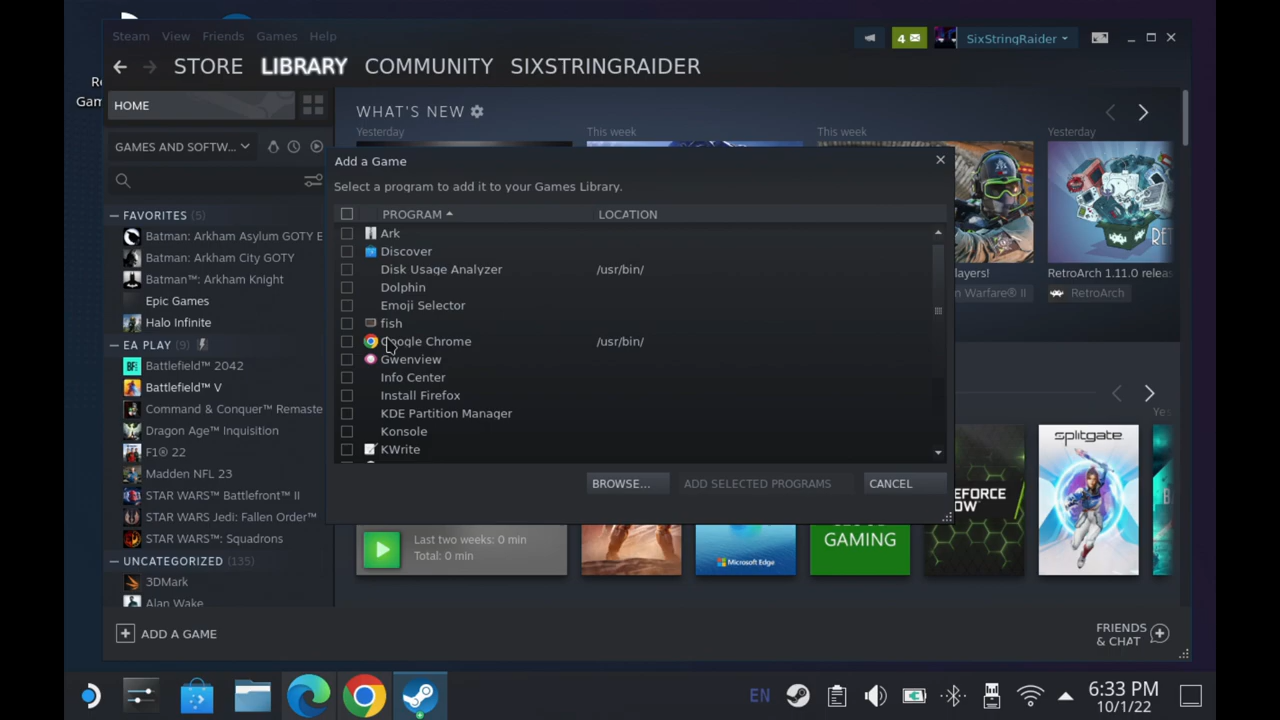 Steam View Friends Games Help
4 SixStringRaider
STORE LIBRARY COMMUNITY SIXSTRINGRAIDER
HOME
WHAT'S NEW
Yesterday This week This week Yesterday
GAMES AND SOFTW...
Add a Game
Select a program to add it to your Games Library.
PROGRAM LOCATION
Ark
Discover
Disk Usage Analyzer /usr/bin/
Dolphin
Emoji Selector
fish
Google Chrome /usr/bin/
Gwenview
Info Center
Install Firefox
KDE Partition Manager
Konsole
KWrite
BROWSE... ADD SELECTED PROGRAMS CANCEL
FAVORITES (5)
Batman: Arkham Asylum GOTY E
Batman: Arkham City GOTY
Batman™: Arkham Knight
Epic Games
Halo Infinite
EA PLAY (9)
Battlefield™ 2042
Battlefield™ V
Command & Conquer™ Remaste
Dragon Age™ Inquisition
F1® 22
Madden NFL 23
STAR WARS™ Battlefront™ II
STAR WARS Jedi: Fallen Order™
STAR WARS™: Squadrons
UNCATEGORIZED (135)
3DMark
Alan Wake
ayers! RetroArch 1.11.0 releas
n Warfare® II RetroArch
Yes
splitgate
EFORCE
OW
Last two weeks: 0 min
Total: 0 min
Microsoft Edge
GAMING
ADD A GAME
FRIENDS
& CHAT
EN
6:33 PM
10/1/22